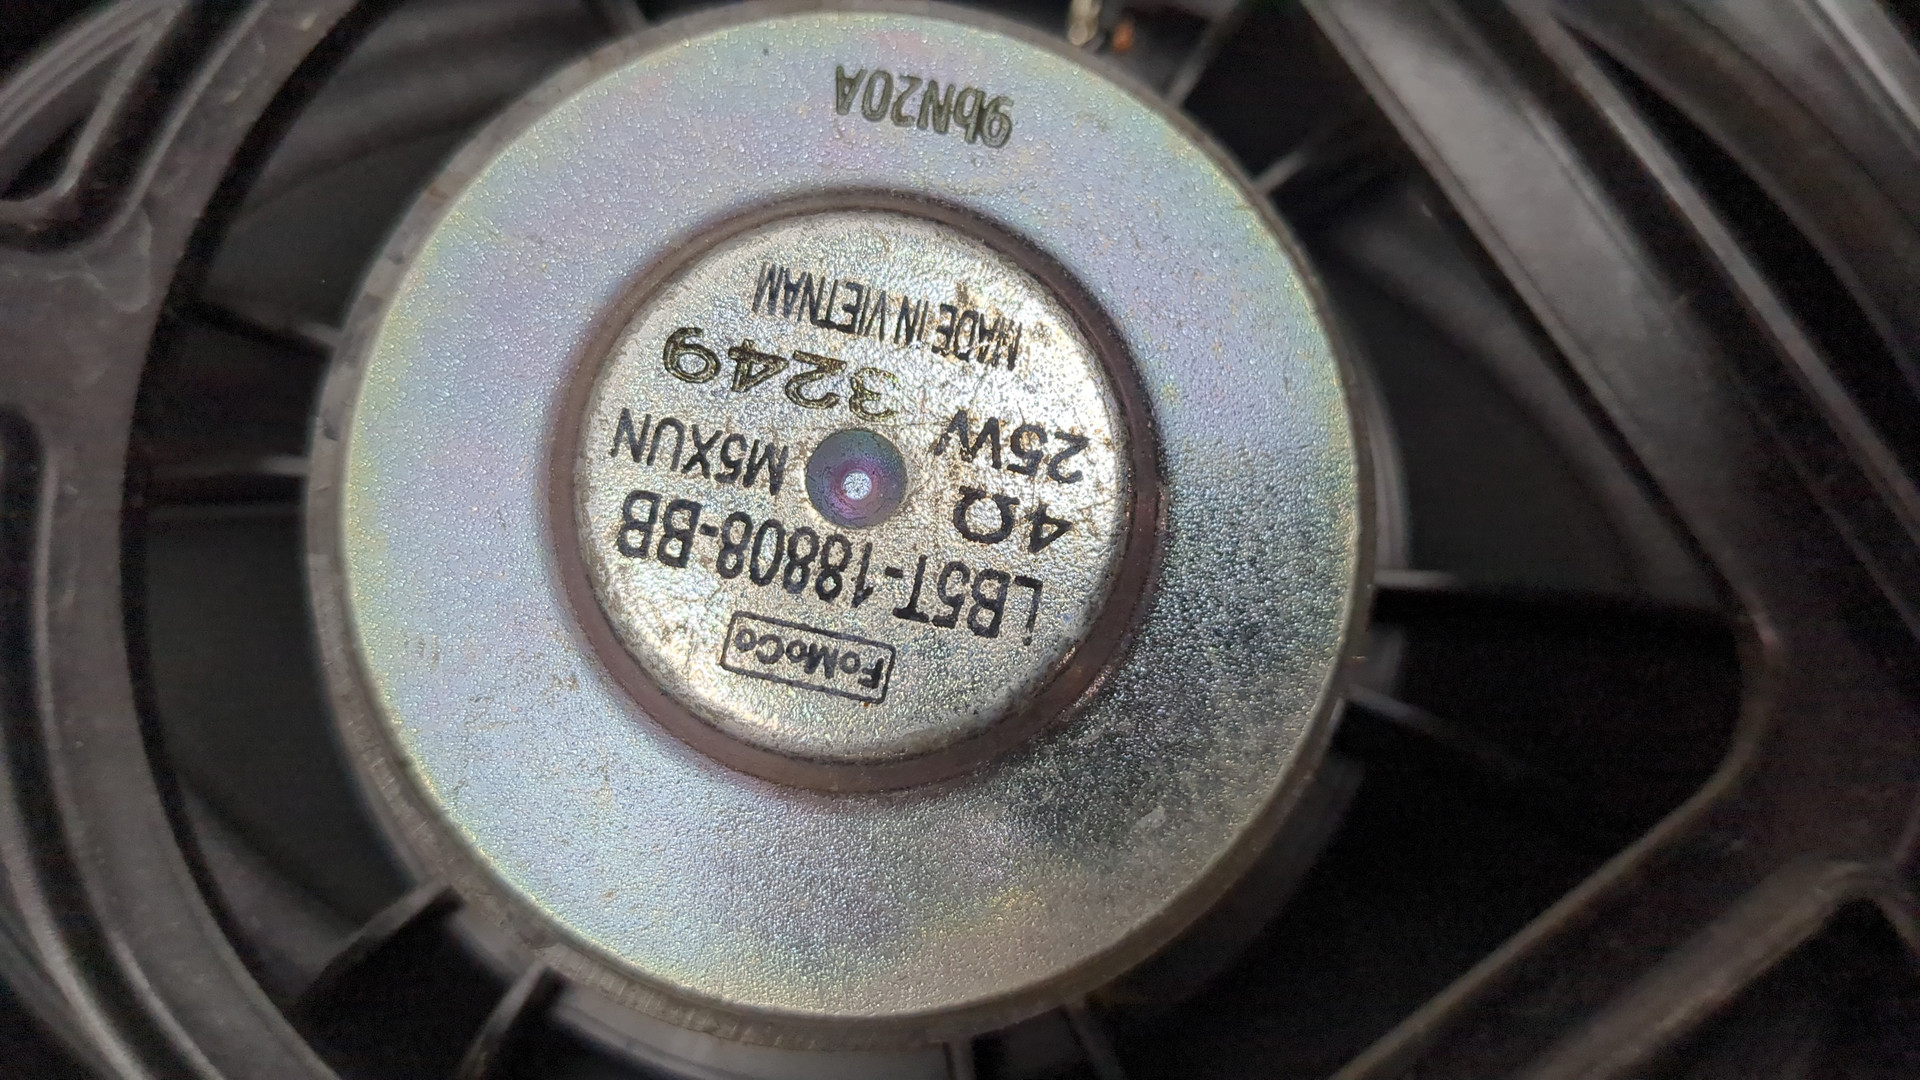 FoMoCo
LB5T-18808-BB
4Ω M5XUN
25W 3249
MADE IN VIETNAM
9bN20A